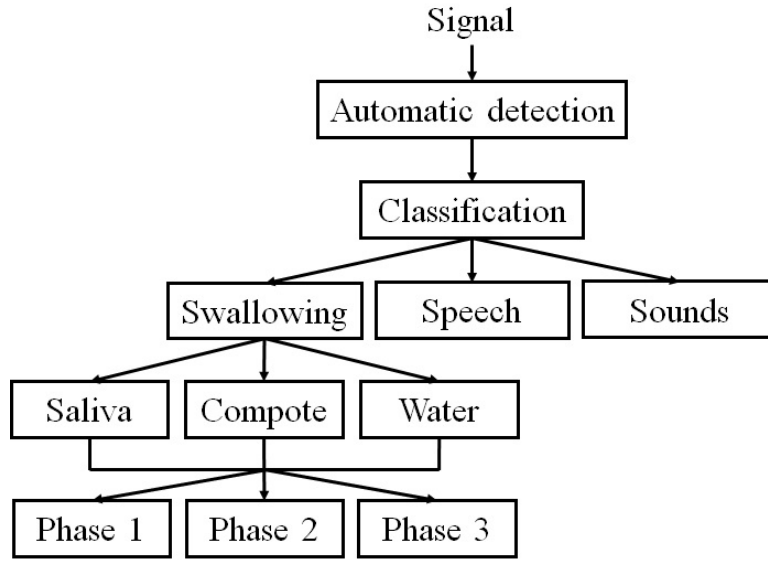 Signal
Automatic detection
Classification
Swallowing
Speech
Sounds
Saliva
Compote
Water
Phase 1
Phase 2
Phase 3